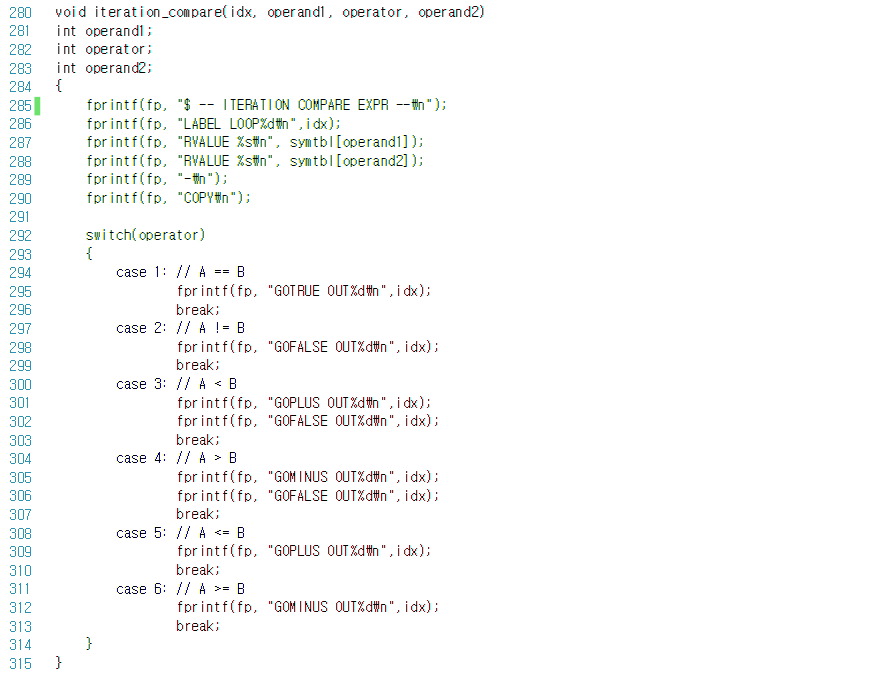 280 void iteration_compare(idx, operand1, operator, operand2)
281 int operand1;
282 int operator;
283 int operand2;
284 {
285 fprintf(fp, "$ -- ITERATION COMPARE EXPR --₩n");
286 fprintf(fp, "LABEL LOOP%d₩n",idx);
287 fprintf(fp, "RVALUE %s₩n", symtbl[operand1]);
288 fprintf(fp, "RVALUE %s₩n", symtbl[operand2]);
289 fprintf(fp, "-₩n");
290 fprintf(fp, "COPY₩n");
291
292 switch(operator)
293 {
294 case 1: // A == B
295 fprintf(fp, "GOTRUE OUT%d₩n",idx);
296 break;
297 case 2: // A != B
298 fprintf(fp, "GOFALSE OUT%d₩n",idx);
299 break;
300 case 3: // A < B
301 fprintf(fp, "GOPLUS OUT%d₩n",idx);
302 fprintf(fp, "GOFALSE OUT%d₩n",idx);
303 break;
304 case 4: // A > B
305 fprintf(fp, "GOMINUS OUT%d₩n",idx);
306 fprintf(fp, "GOFALSE OUT%d₩n",idx);
307 break;
308 case 5: // A <= B
309 fprintf(fp, "GOPLUS OUT%d₩n",idx);
310 break;
311 case 6: // A >= B
312 fprintf(fp, "GOMINUS OUT%d₩n",idx);
313 break;
314 }
315 }